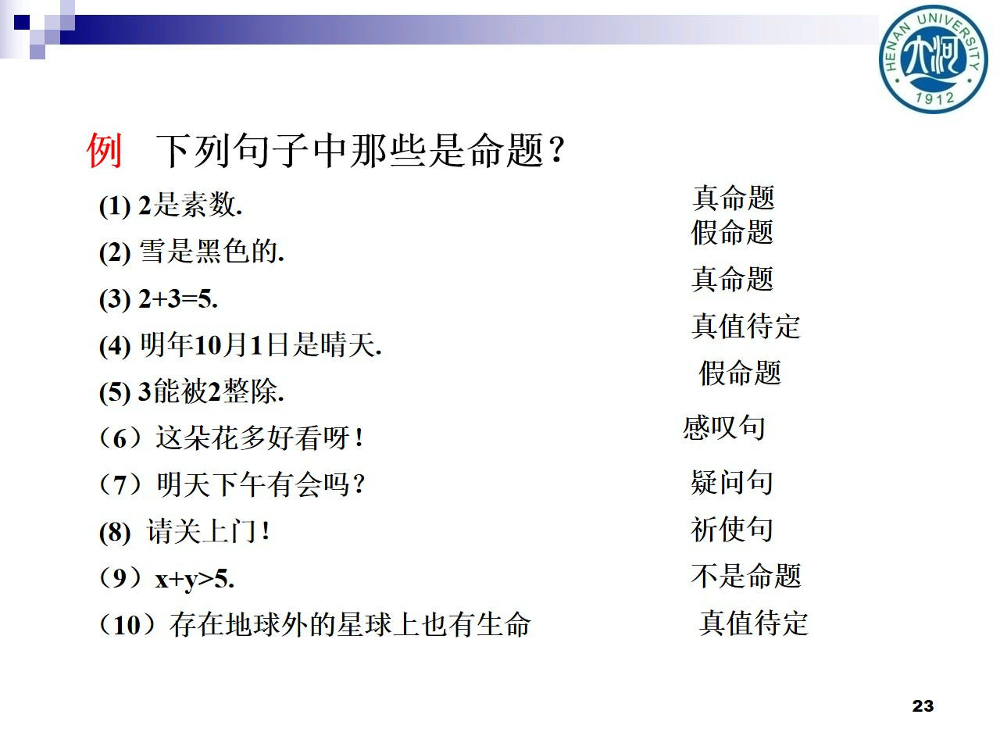 HENAN UNIVERSITY
1912
例 下列句子中那些是命题？
(1) 2是素数. 真命题
(2) 雪是黑色的. 假命题
(3) 2+3=5. 真命题
(4) 明年10月1日是晴天. 真值待定
(5) 3能被2整除. 假命题
（6）这朵花多好看呀！ 感叹句
（7）明天下午有会吗？ 疑问句
(8) 请关上门！ 祈使句
（9）x+y>5. 不是命题
（10）存在地球外的星球上也有生命 真值待定
23